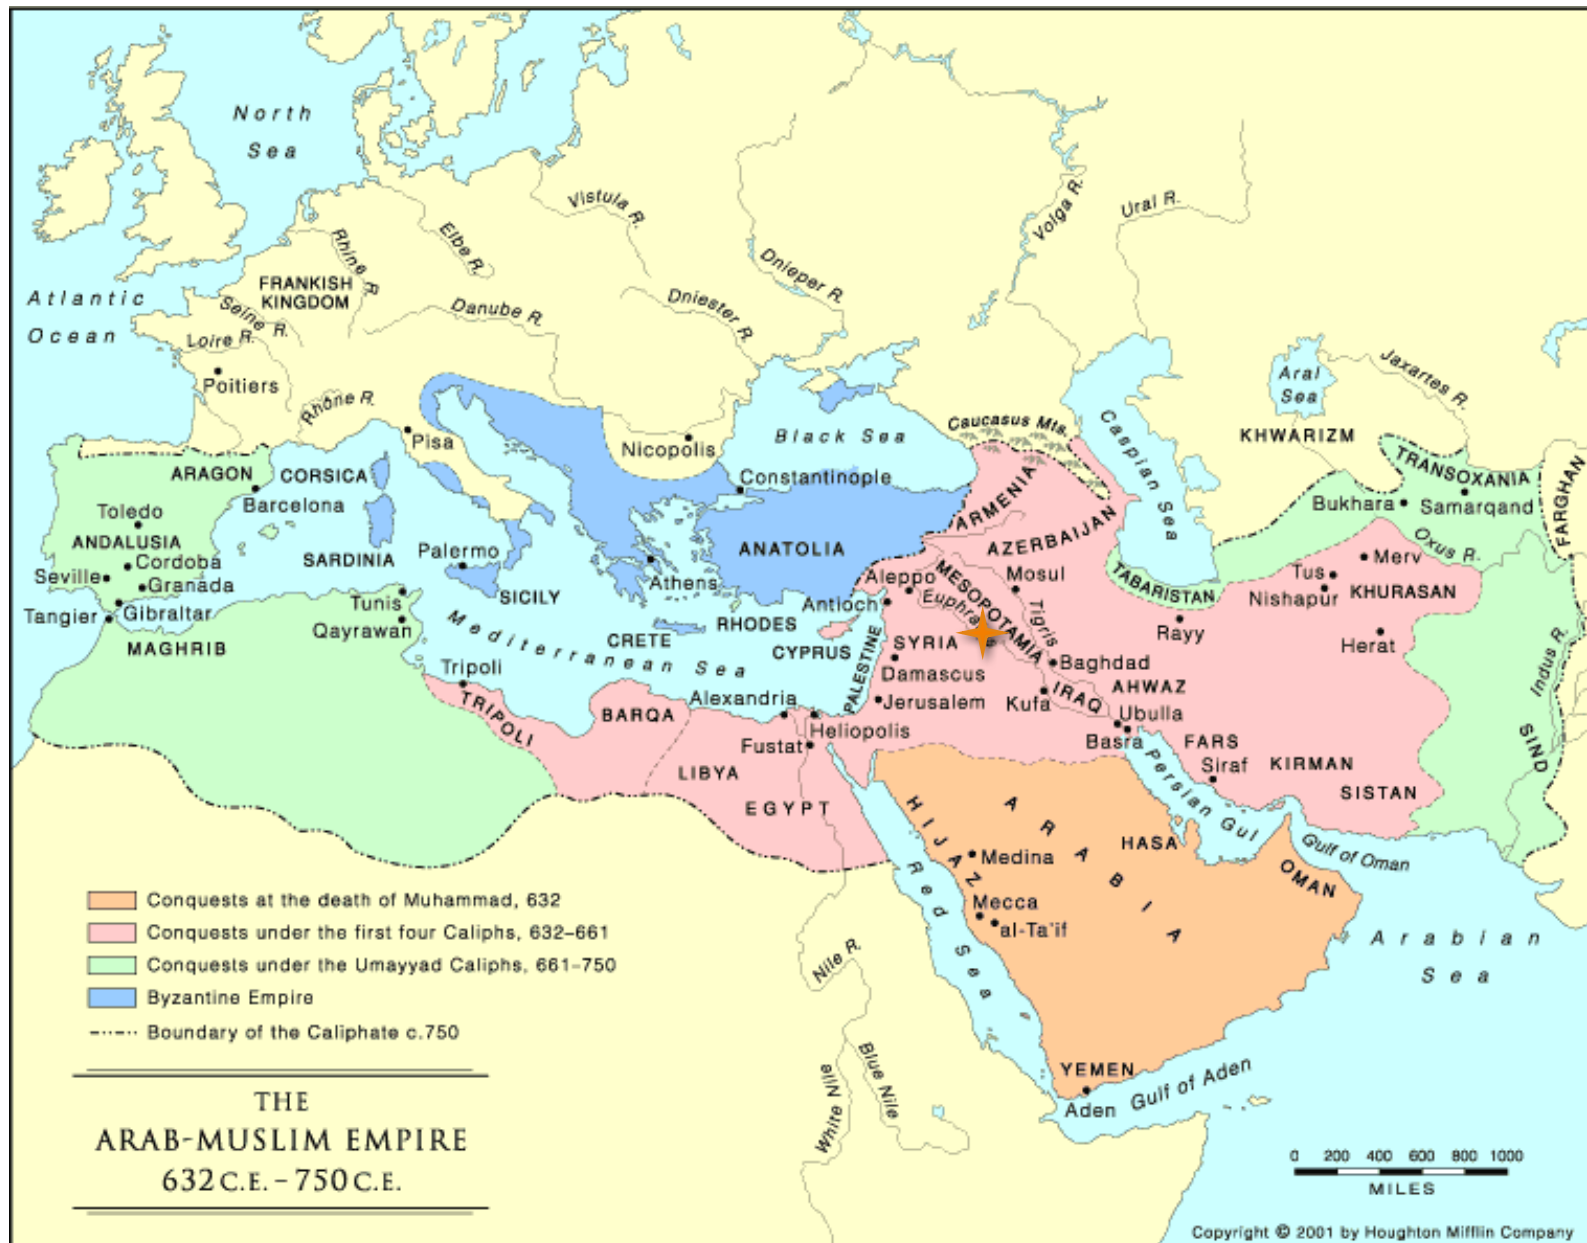 North
Sea
Atlantic
Ocean
FRANKISH
KINGDOM
Rhine R.
Elbe R.
Vistula R.
Dnieper R.
Dniester R.
Danube R.
Volga R.
Ural R.
Seine R.
Loire R.
Poitiers
Rhône R.
Pisa
Nicopolis
Black Sea
Caucasus Mts.
Caspian Sea
Aral
Sea
Jaxartes R.
KHWARIZM
TRANSOXANIA
Bukhara
Samarqand
FARGHAN
Oxus R.
ARAGON
CORSICA
Barcelona
Toledo
ANDALUSIA
Cordoba
Seville
Granada
Tangier
Gibraltar
MAGHRIB
SARDINIA
Palermo
SICILY
Tunis
Qayrawan
Constantinople
ANATOLIA
Athens
RHODES
CRETE
CYPRUS
Mediterranean Sea
ARMENIA
AZERBAIJAN
MESOPOTAMIA
Mosul
Aleppo
Antioch
Tigris
SYRIA
Damascus
PALESTINE
Jerusalem
Baghdad
Kufa
IRAQ
AHWAZ
Ubulla
Basra
TABARISTAN
Rayy
Merv
Tus
Nishapur
KHURASAN
Herat
Indus R.
SIND
FARS
Siraf
KIRMAN
SISTAN
Persian Gul
Gulf of Oman
Tripoli
TRIPOLI
BARQA
Alexandria
Heliopolis
Fustat
LIBYA
EGYPT
HIJAZ
ARABIA
Medina
Mecca
al-Ta'if
HASA
OMAN
Red Sea
Arabian
Sea
YEMEN
Aden
Gulf of Aden
Nile R.
White Nile
Blue Nile
Conquests at the death of Muhammad, 632
Conquests under the first four Caliphs, 632–661
Conquests under the Umayyad Caliphs, 661–750
Byzantine Empire
Boundary of the Caliphate c.750
THE
ARAB-MUSLIM EMPIRE
632 C.E. – 750 C.E.
0 200 400 600 800 1000
MILES
Copyright © 2001 by Houghton Mifflin Company